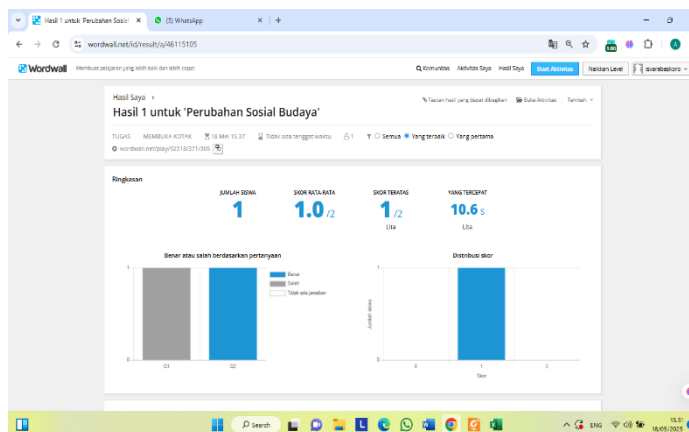 Hasil 1 untuk 'Perubahan Sosial
(3) WhatsApp
wordwall.net/id/result/a/46115105
Wordwall
Membuat pelajaran yang lebih baik dan lebih cepat
Komunitas Aktivitas Saya Hasil Saya
Buat Aktivitas
Naikkan Level
isvarabaskoro
Hasil Saya
Hasil 1 untuk 'Perubahan Sosial Budaya'
Tautan hasil yang dapat dibagikan Buka Aktivitas Tambah
TUGAS MEMBUKA KOTAK 16 Mei 15.37 Tidak ada tenggat waktu 1 Semua Yang terbaik Yang pertama
wordwall.net/play/92318/371/385
Ringkasan
JUMLAH SISWA
1
SKOR RATA-RATA
1.0 /2
SKOR TERATAS
1 /2
Lita
YANG TERCEPAT
10.6 s
Lita
Benar atau salah berdasarkan pertanyaan
1
0
Q1 Q2
Benar
Salah
Tidak ada jawaban
Distribusi skor
Jumlah siswa
1
0
0 1 2
Skor
Search
ENG
15.51
18/05/2025